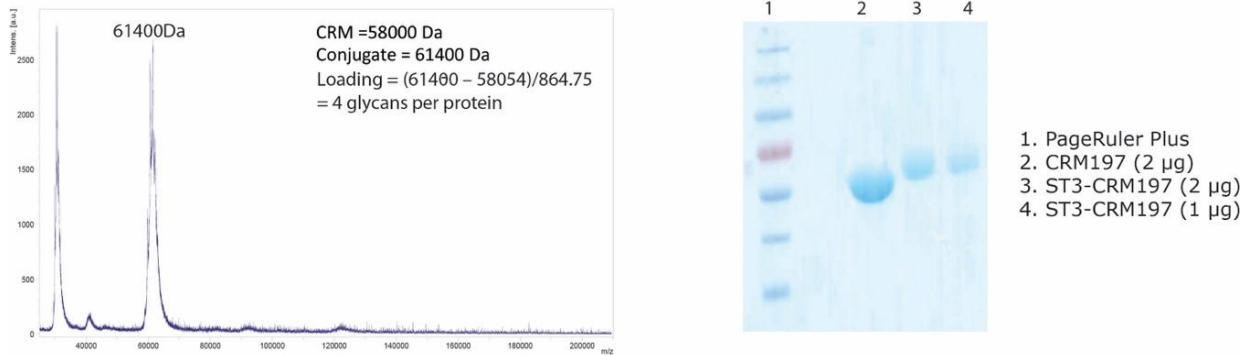 Intens. [a.u.]
2500
2000
1500
1000
500
0
40000 60000 80000 100000 120000 140000 160000 180000 200000
m/z
61400Da
CRM =58000 Da
Conjugate = 61400 Da
Loading = (61400 – 58054)/864.75
= 4 glycans per protein
1 2 3 4
1. PageRuler Plus
2. CRM197 (2 µg)
3. ST3-CRM197 (2 µg)
4. ST3-CRM197 (1 µg)